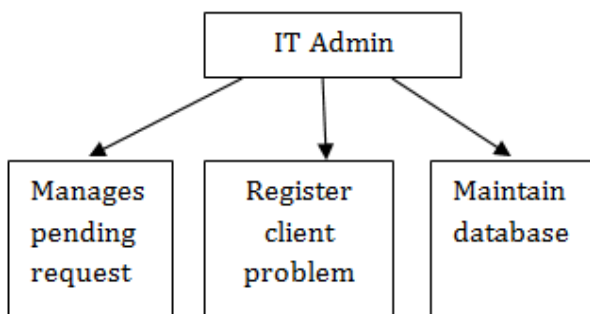 IT Admin
Manages
pending
request
Register
client
problem
Maintain
database